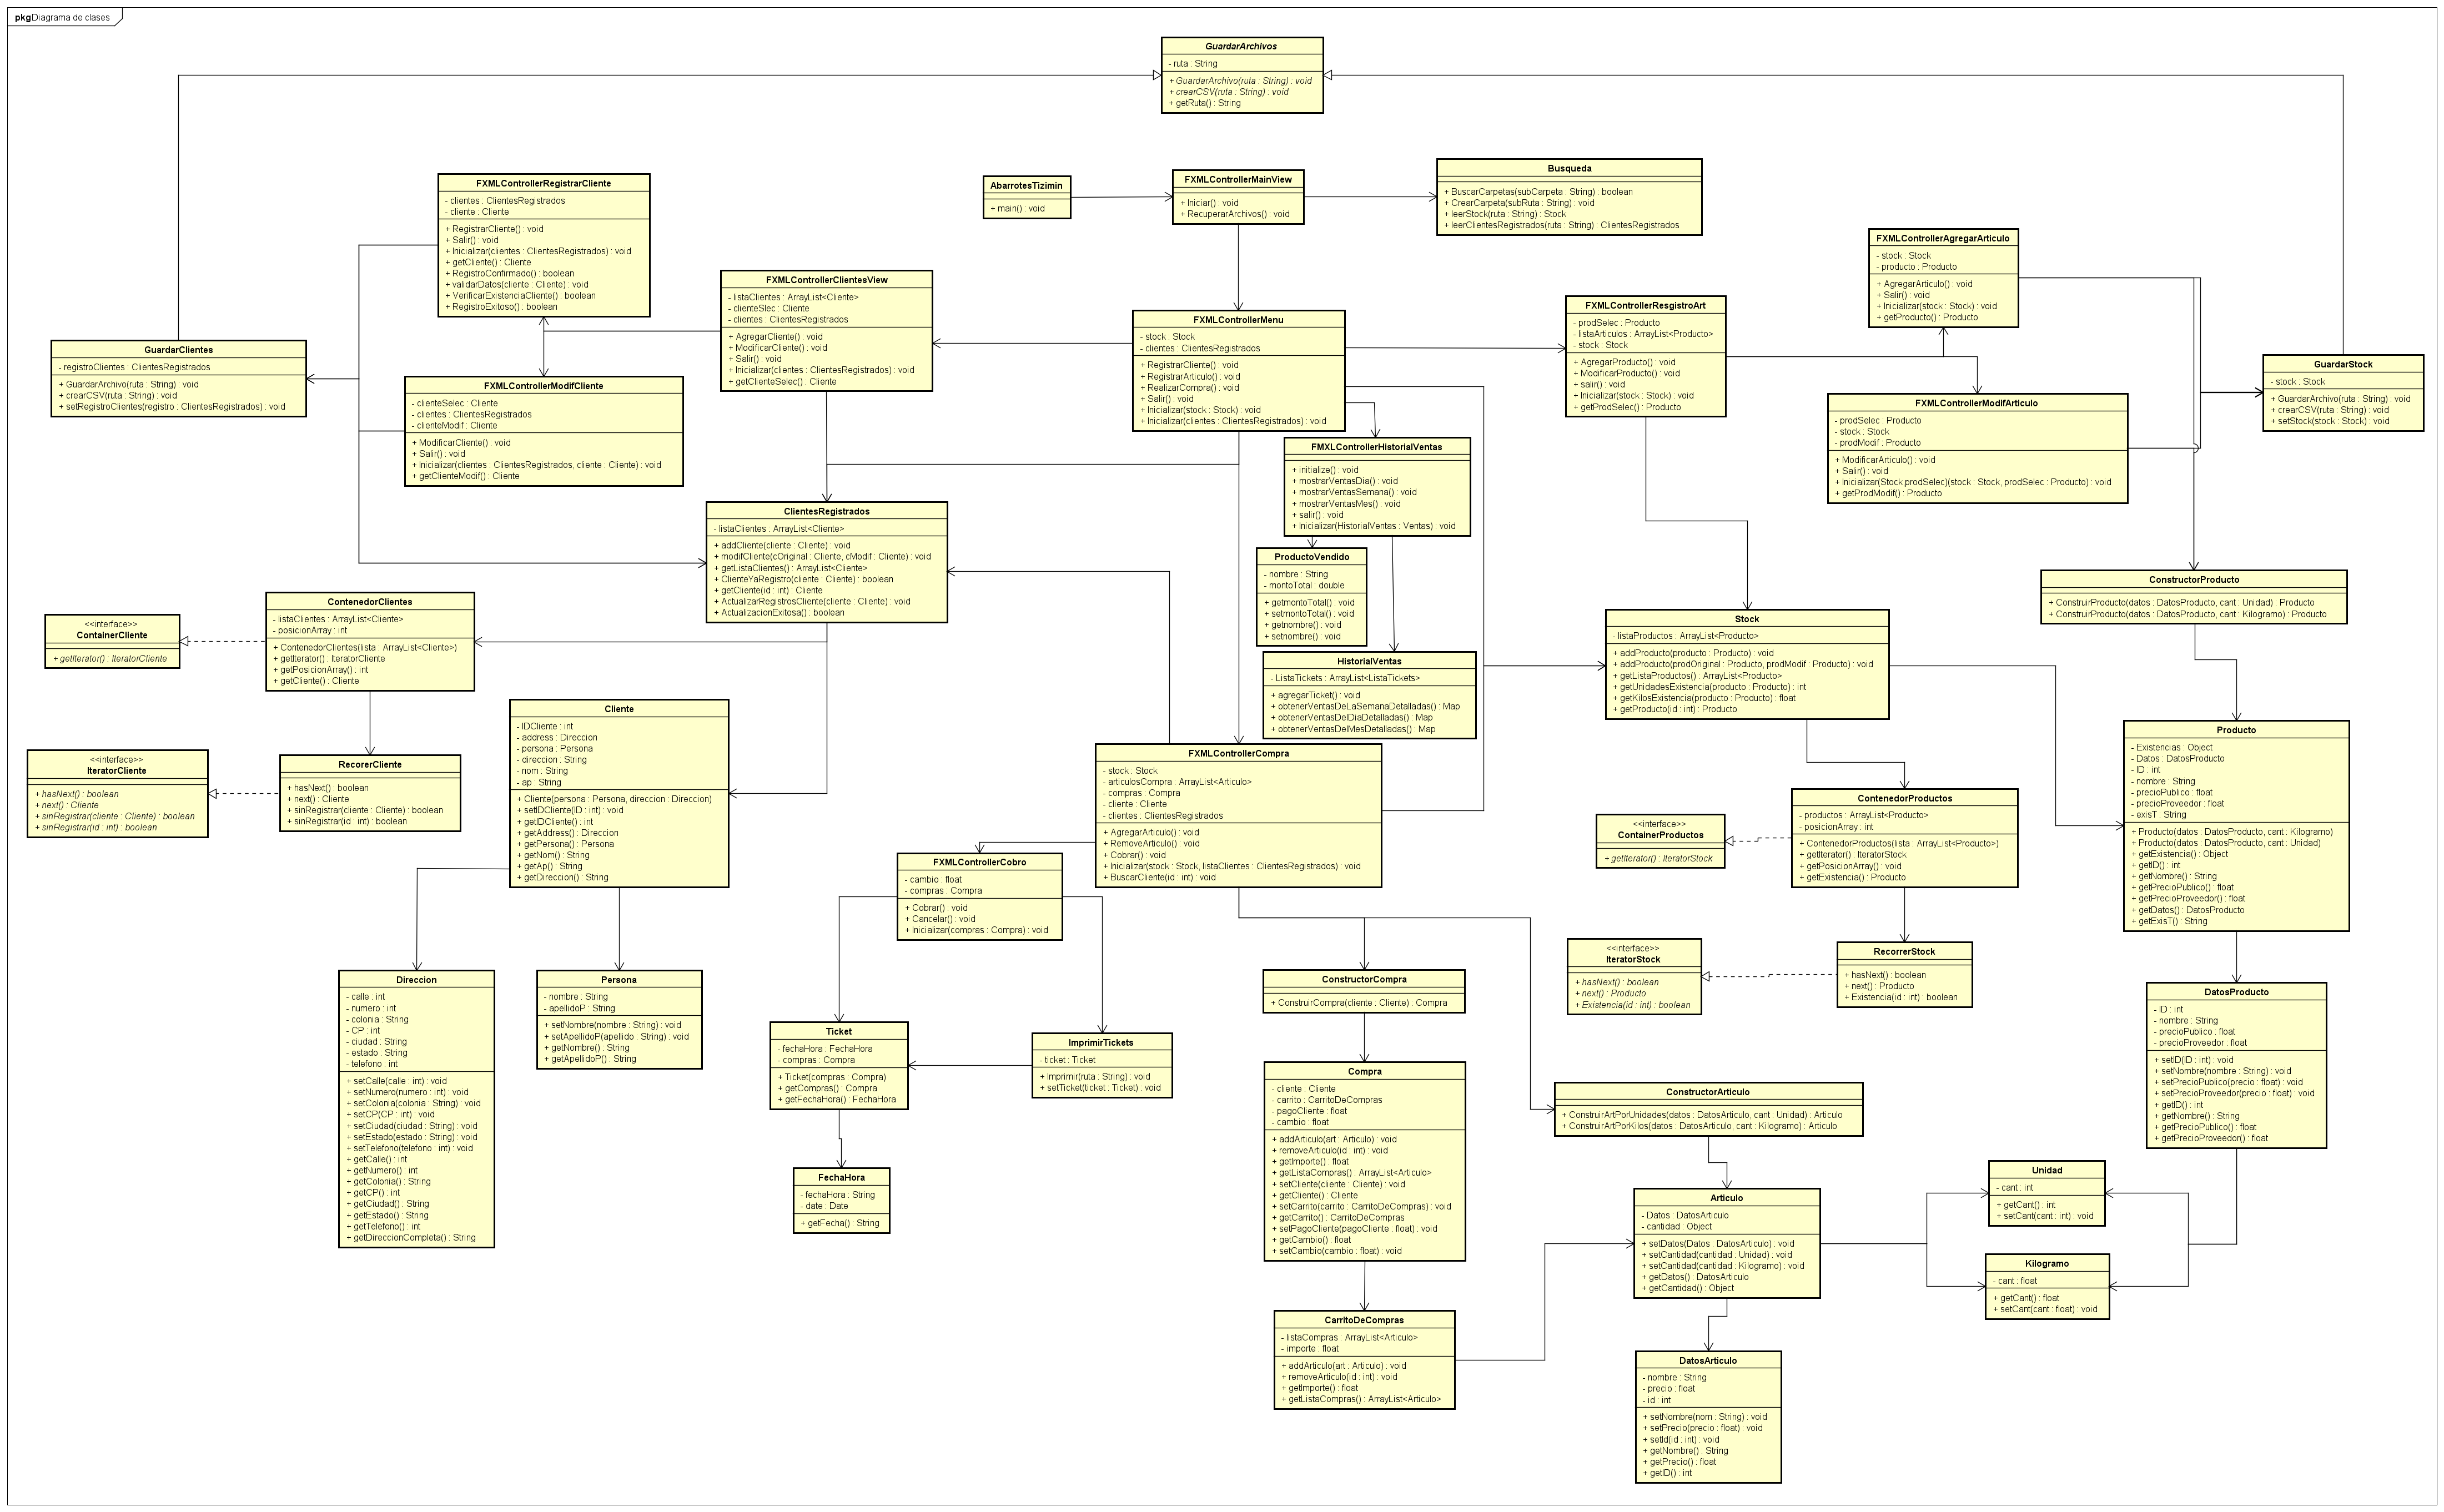 pkg Diagrama de clases
GuardarArchivos
- ruta : String
+ GuardarArchivo(ruta : String) : void
+ crearCSV(ruta : String) : void
+ getRuta() : String
FXMLControllerRegistrarCliente
- clientes : ClientesRegistrados
- cliente : Cliente
+ RegistrarCliente() : void
+ Salir() : void
+ Inicializar(clientes : ClientesRegistrados) : void
+ getCliente() : Cliente
+ RegistroConfirmado() : boolean
+ validarDatos(cliente : Cliente) : void
+ VerificarExistenciaCliente() : boolean
+ RegistroExitoso() : boolean
AbarrotesTizimin
+ main() : void
FXMLControllerMainView
+ Iniciar() : void
+ RecuperarArchivos() : void
Busqueda
+ BuscarCarpetas(subCarpeta : String) : boolean
+ CrearCarpeta(subRuta : String) : void
+ leerStock(ruta : String) : Stock
+ leerClientesRegistrados(ruta : String) : ClientesRegistrados
FXMLControllerAgregarArticulo
- stock : Stock
- producto : Producto
+ AgregarArticulo() : void
+ Salir() : void
+ Inicializar(stock : Stock) : void
+ getProducto() : Producto
FXMLControllerClientesView
- listaClientes : ArrayList<Cliente>
- clienteSlec : Cliente
- clientes : ClientesRegistrados
+ AgregarCliente() : void
+ ModificarCliente() : void
+ Salir() : void
+ Inicializar(clientes : ClientesRegistrados) : void
+ getClienteSelec() : Cliente
FXMLControllerMenu
- stock : Stock
- clientes : ClientesRegistrados
+ RegistrarCliente() : void
+ RegistrarArticulo() : void
+ RealizarCompra() : void
+ Salir() : void
+ Inicializar(stock : Stock) : void
+ Inicializar(clientes : ClientesRegistrados) : void
FXMLControllerResgistroArt
- prodSelec : Producto
- listaArticulos : ArrayList<Producto>
- stock : Stock
+ AgregarProducto() : void
+ ModificarProducto() : void
+ salir() : void
+ Inicializar(stock : Stock) : void
+ getProdSelec() : Producto
GuardarClientes
- registroClientes : ClientesRegistrados
+ GuardarArchivo(ruta : String) : void
+ crearCSV(ruta : String) : void
+ setRegistroClientes(registro : ClientesRegistrados) : void
FXMLControllerModifCliente
- clienteSelec : Cliente
- clientes : ClientesRegistrados
- clienteModif : Cliente
+ ModificarCliente() : void
+ Salir() : void
+ Inicializar(clientes : ClientesRegistrados, cliente : Cliente) : void
+ getClienteModif() : Cliente
GuardarStock
- stock : Stock
+ GuardarArchivo(ruta : String) : void
+ crearCSV(ruta : String) : void
+ setStock(stock : Stock) : void
FXMLControllerModifArticulo
- prodSelec : Producto
- stock : Stock
- prodModif : Producto
+ ModificarArticulo() : void
+ Salir() : void
+ Inicializar(Stock,prodSelec)(stock : Stock, prodSelec : Producto) : void
+ getProdModif() : Producto
FMXLControllerHistorialVentas
+ initialize() : void
+ mostrarVentasDia() : void
+ mostrarVentasSemana() : void
+ mostrarVentasMes() : void
+ salir() : void
+ Inicializar(HistorialVentas : Ventas) : void
ClientesRegistrados
- listaClientes : ArrayList<Cliente>
+ addCliente(cliente : Cliente) : void
+ modifCliente(cOriginal : Cliente, cModif : Cliente) : void
+ getListaClientes() : ArrayList<Cliente>
+ ClienteYaRegistro(cliente : Cliente) : boolean
+ getCliente(id : int) : Cliente
+ ActualizarRegistrosCliente(cliente : Cliente) : void
+ ActualizacionExitosa() : boolean
ProductoVendido
- nombre : String
- montoTotal : double
+ getmontoTotal() : void
+ setmontoTotal() : void
+ getnombre() : void
+ setnombre() : void
ConstructorProducto
+ ConstruirProducto(datos : DatosProducto, cant : Unidad) : Producto
+ ConstruirProducto(datos : DatosProducto, cant : Kilogramo) : Producto
ContenedorClientes
- listaClientes : ArrayList<Cliente>
- posicionArray : int
+ ContenedorClientes(lista : ArrayList<Cliente>)
+ getIterator() : IteratorCliente
+ getPosicionArray() : int
+ getCliente() : Cliente
<<interface>>
ContainerCliente
+ getIterator() : IteratorCliente
Stock
- listaProductos : ArrayList<Producto>
+ addProducto(producto : Producto) : void
+ addProducto(prodOriginal : Producto, prodModif : Producto) : void
+ getListaProductos() : ArrayList<Producto>
+ getUnidadesExistencia(producto : Producto) : int
+ getKilosExistencia(producto : Producto) : float
+ getProducto(id : int) : Producto
HistorialVentas
- ListaTickets : ArrayList<ListaTickets>
+ agregarTicket() : void
+ obtenerVentasDeLaSemanaDetalladas() : Map
+ obtenerVentasDelDiaDetalladas() : Map
+ obtenerVentasDelMesDetalladas() : Map
Cliente
- IDCliente : int
- address : Direccion
- persona : Persona
- direccion : String
- nom : String
- ap : String
+ Cliente(persona : Persona, direccion : Direccion)
+ setIDCliente(ID : int) : void
+ getIDCliente() : int
+ getAddress() : Direccion
+ getPersona() : Persona
+ getNom() : String
+ getAp() : String
+ getDireccion() : String
Producto
- Existencias : Object
- Datos : DatosProducto
- ID : int
- nombre : String
- precioPublico : float
- precioProveedor : float
- exisT : String
+ Producto(datos : DatosProducto, cant : Kilogramo)
+ Producto(datos : DatosProducto, cant : Unidad)
+ getExistencia() : Object
+ getID() : int
+ getNombre() : String
+ getPrecioPublico() : float
+ getPrecioProveedor() : float
+ getDatos() : DatosProducto
+ getExisT() : String
<<interface>>
IteratorCliente
+ hasNext() : boolean
+ next() : Cliente
+ sinRegistrar(cliente : Cliente) : boolean
+ sinRegistrar(id : int) : boolean
RecorerCliente
+ hasNext() : boolean
+ next() : Cliente
+ sinRegistrar(cliente : Cliente) : boolean
+ sinRegistrar(id : int) : boolean
FXMLControllerCompra
- stock : Stock
- articulosCompra : ArrayList<Articulo>
- compras : Compra
- cliente : Cliente
- clientes : ClientesRegistrados
+ AgregarArticulo() : void
+ RemoveArticulo() : void
+ Cobrar() : void
+ Inicializar(stock : Stock, listaClientes : ClientesRegistrados) : void
+ BuscarCliente(id : int) : void
ContenedorProductos
- productos : ArrayList<Producto>
- posicionArray : int
+ ContenedorProductos(lista : ArrayList<Producto>)
+ getIterator() : IteratorStock
+ getPosicionArray() : void
+ getExistencia() : Producto
<<interface>>
ContainerProductos
+ getIterator() : IteratorStock
FXMLControllerCobro
- cambio : float
- compras : Compra
+ Cobrar() : void
+ Cancelar() : void
+ Inicializar(compras : Compra) : void
<<interface>>
IteratorStock
+ hasNext() : boolean
+ next() : Producto
+ Existencia(id : int) : boolean
RecorrerStock
+ hasNext() : boolean
+ next() : Producto
+ Existencia(id : int) : boolean
Direccion
- calle : int
- numero : int
- colonia : String
- CP : int
- ciudad : String
- estado : String
- telefono : int
+ setCalle(calle : int) : void
+ setNumero(numero : int) : void
+ setColonia(colonia : String) : void
+ setCP(CP : int) : void
+ setCiudad(ciudad : String) : void
+ setEstado(estado : String) : void
+ setTelefono(telefono : int) : void
+ getCalle() : int
+ getNumero() : int
+ getColonia() : String
+ getCP() : int
+ getCiudad() : String
+ getEstado() : String
+ getTelefono() : int
+ getDireccionCompleta() : String
Persona
- nombre : String
- apellidoP : String
+ setNombre(nombre : String) : void
+ setApellidoP(apellido : String) : void
+ getNombre() : String
+ getApellidoP() : String
ConstructorCompra
+ ConstruirCompra(cliente : Cliente) : Compra
DatosProducto
- ID : int
- nombre : String
- precioPublico : float
- precioProveedor : float
+ setID(ID : int) : void
+ setNombre(nombre : String) : void
+ setPrecioPublico(precio : float) : void
+ setPrecioProveedor(precio : float) : void
+ getID() : int
+ getNombre() : String
+ getPrecioPublico() : float
+ getPrecioProveedor() : float
Ticket
- fechaHora : FechaHora
- compras : Compra
+ Ticket(compras : Compra)
+ getCompras() : Compra
+ getFechaHora() : FechaHora
ImprimirTickets
- ticket : Ticket
+ Imprimir(ruta : String) : void
+ setTicket(ticket : Ticket) : void
Compra
- cliente : Cliente
- carrito : CarritoDeCompras
- pagoCliente : float
- cambio : float
+ addArticulo(art : Articulo) : void
+ removeArticulo(id : int) : void
+ getImporte() : float
+ getListaCompras() : ArrayList<Articulo>
+ setCliente(cliente : Cliente) : void
+ getCliente() : Cliente
+ setCarrito(carrito : CarritoDeCompras) : void
+ getCarrito() : CarritoDeCompras
+ setPagoCliente(pagoCliente : float) : void
+ getCambio() : float
+ setCambio(cambio : float) : void
ConstructorArticulo
+ ConstruirArtPorUnidades(datos : DatosArticulo, cant : Unidad) : Articulo
+ ConstruirArtPorKilos(datos : DatosArticulo, cant : Kilogramo) : Articulo
FechaHora
- fechaHora : String
- date : Date
+ getFecha() : String
Unidad
- cant : int
+ getCant() : int
+ setCant(cant : int) : void
Articulo
- Datos : DatosArticulo
- cantidad : Object
+ setDatos(Datos : DatosArticulo) : void
+ setCantidad(cantidad : Unidad) : void
+ setCantidad(cantidad : Kilogramo) : void
+ getDatos() : DatosArticulo
+ getCantidad() : Object
Kilogramo
- cant : float
+ getCant() : float
+ setCant(cant : float) : void
CarritoDeCompras
- listaCompras : ArrayList<Articulo>
- importe : float
+ addArticulo(art : Articulo) : void
+ removeArticulo(id : int) : void
+ getImporte() : float
+ getListaCompras() : ArrayList<Articulo>
DatosArticulo
- nombre : String
- precio : float
- id : int
+ setNombre(nom : String) : void
+ setPrecio(precio : float) : void
+ setId(id : int) : void
+ getNombre() : String
+ getPrecio() : float
+ getID() : int